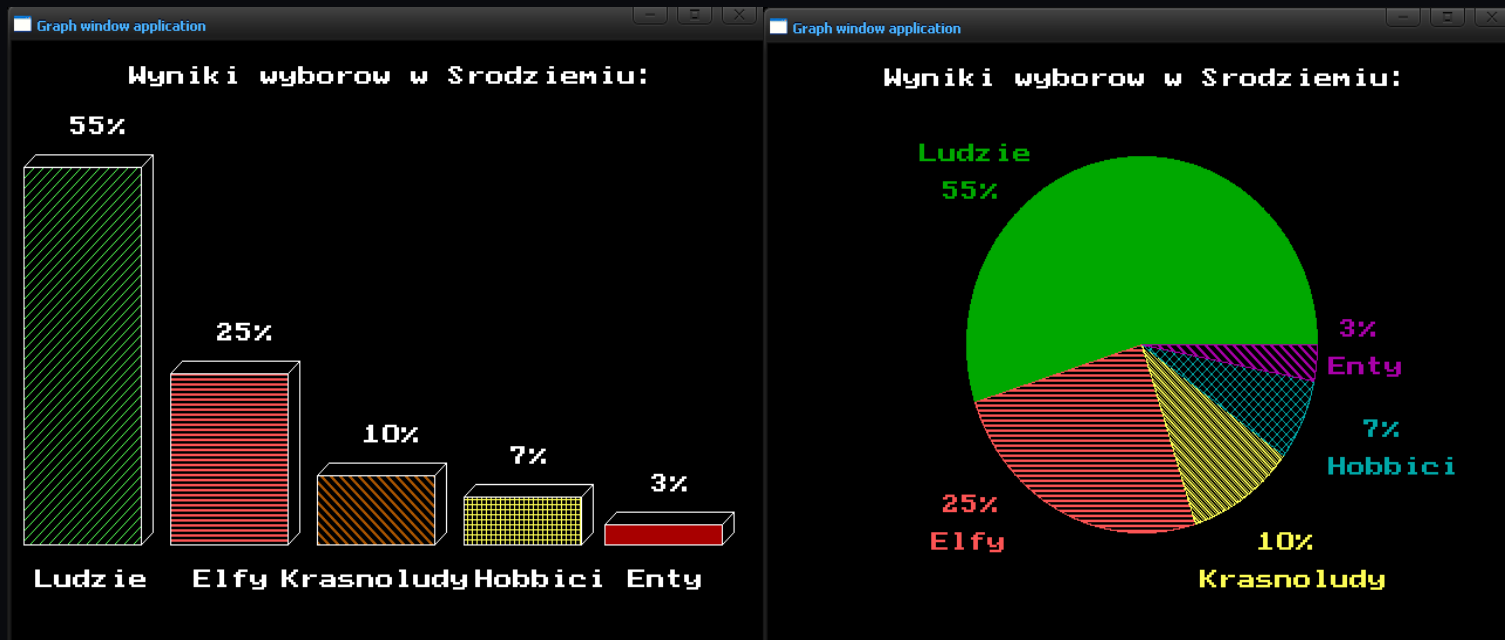 Graph window application
Wyniki wyborow w Srodziemiu:
55%
25%
10%
7%
3%
Ludzie Elfy Krasnoludy Hobbici Enty
Graph window application
Wyniki wyborow w Srodziemiu:
Ludzie
55%
3%
Enty
7%
Hobbici
25%
Elfy
10%
Krasnoludy